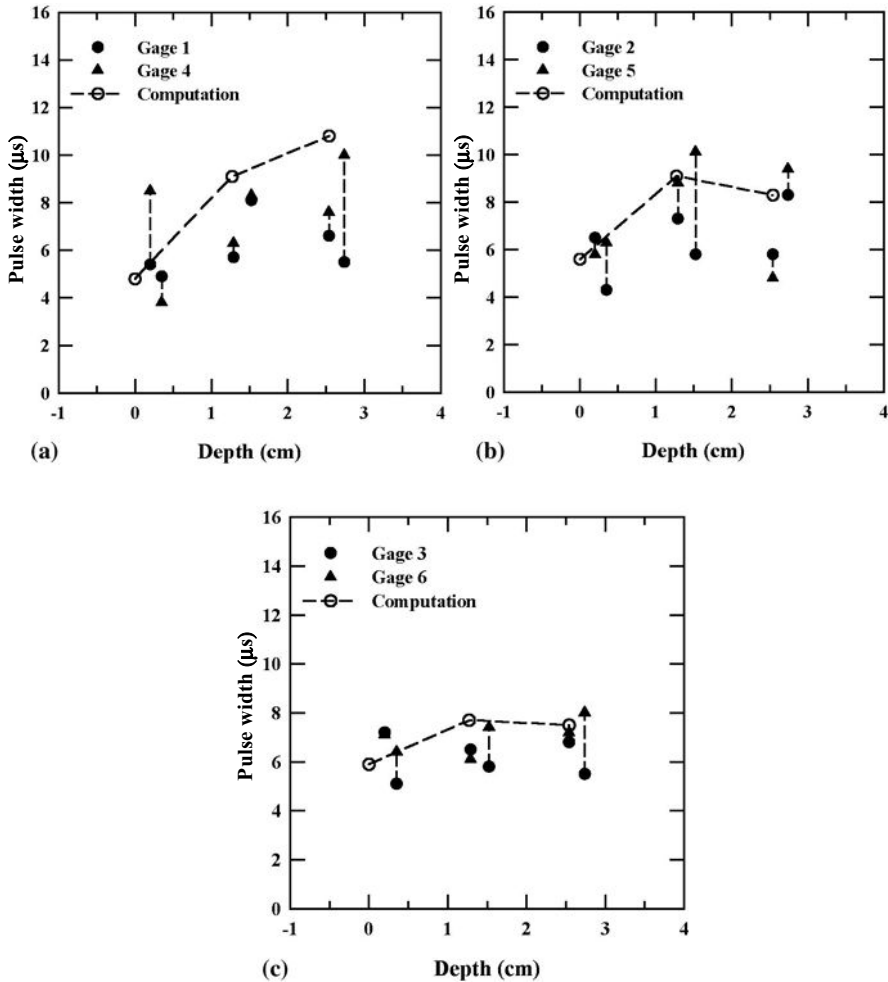 16
14
12
10
8
6
4
2
0
Pulse width (μs)
Gage 1
Gage 4
Computation
-1 0 1 2 3 4
(a) Depth (cm)
16
14
12
10
8
6
4
2
0
Pulse width (μs)
Gage 2
Gage 5
Computation
-1 0 1 2 3 4
(b) Depth (cm)
16
14
12
10
8
6
4
2
0
Pulse width (μs)
Gage 3
Gage 6
Computation
-1 0 1 2 3 4
(c) Depth (cm)